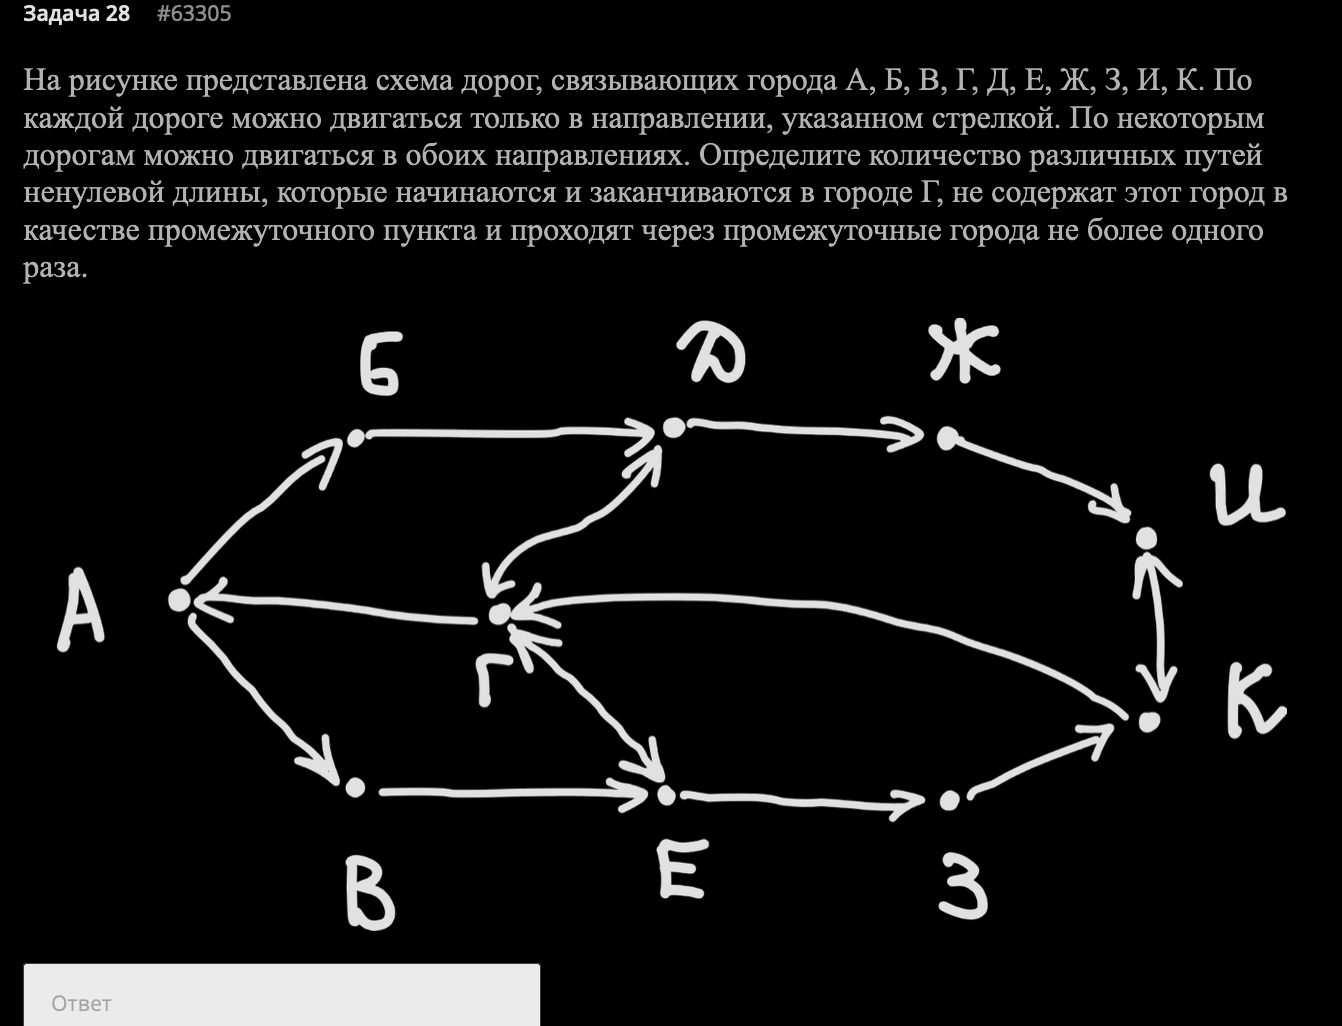 Задача 28 #63305
На рисунке представлена схема дорог, связывающих города А, Б, В, Г, Д, Е, Ж, З, И, К. По
каждой дороге можно двигаться только в направлении, указанном стрелкой. По некоторым
дорогам можно двигаться в обоих направлениях. Определите количество различных путей
ненулевой длины, которые начинаются и заканчиваются в городе Г, не содержат этот город в
качестве промежуточного пункта и проходят через промежуточные города не более одного
раза.
Б
Д
Ж
И
А
Г
К
В
Е
З
Ответ